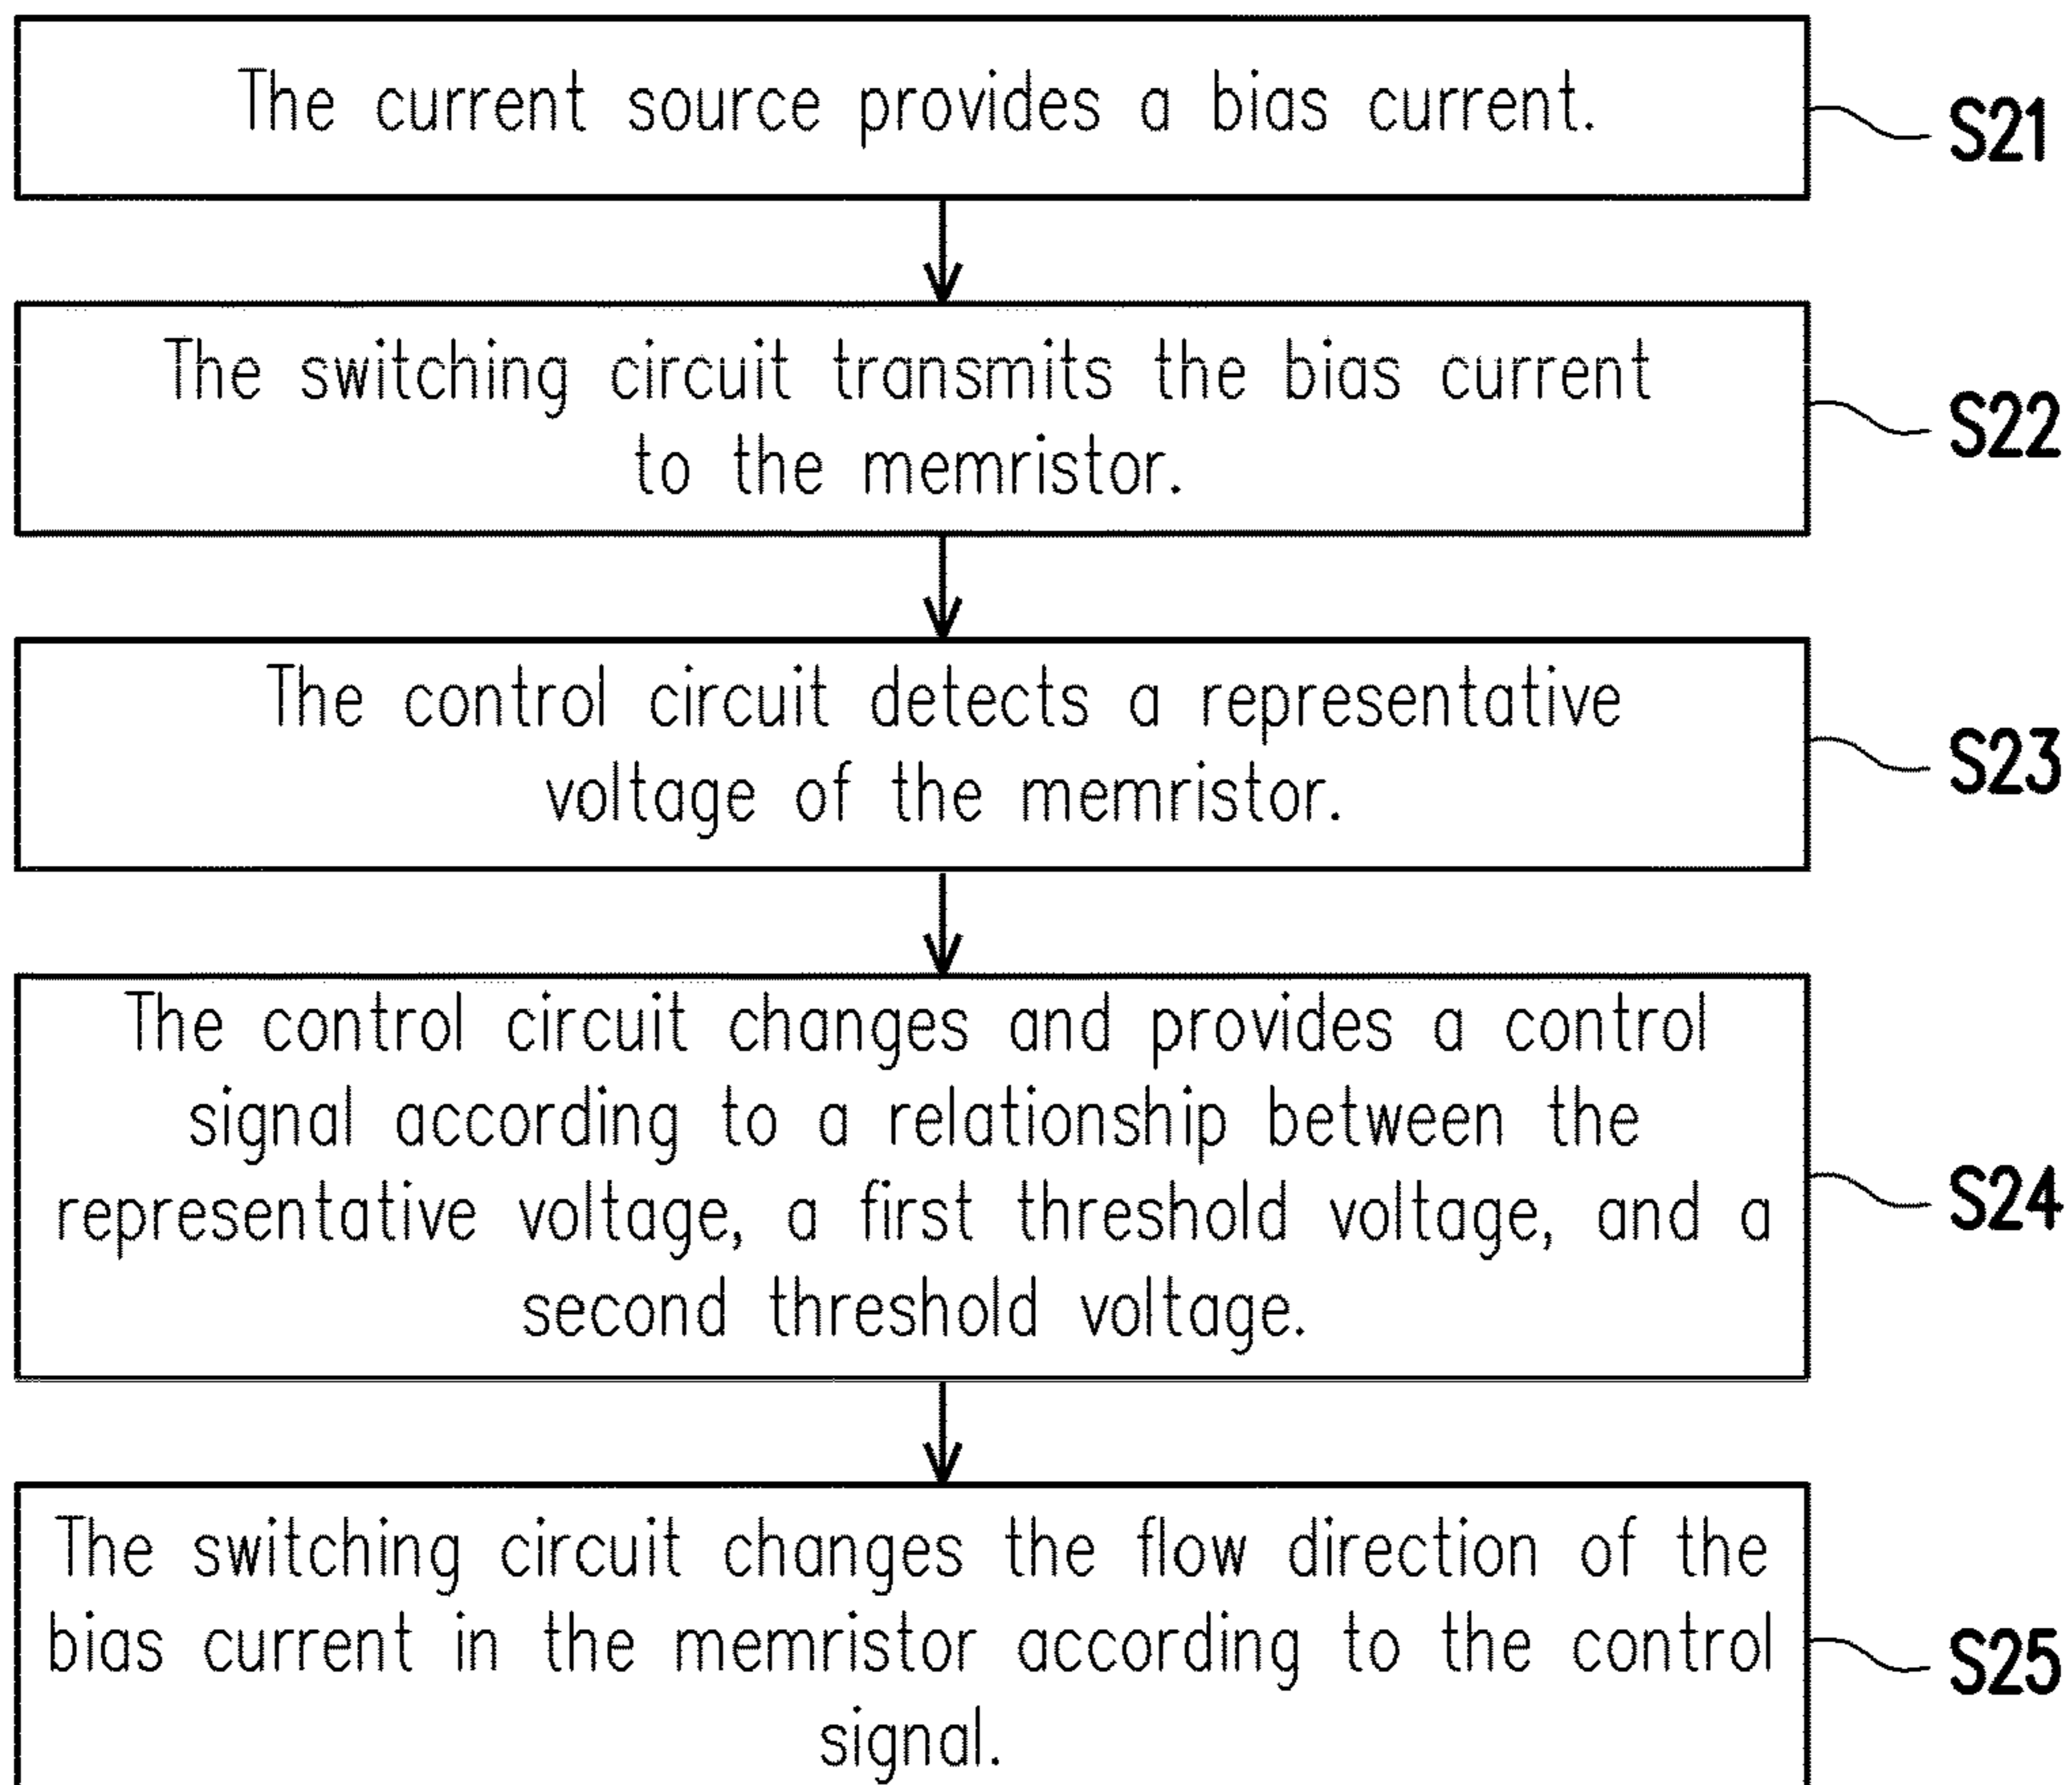 The current source provides a bias current.
S21
The switching circuit transmits the bias current
to the memristor.
S22
The control circuit detects a representative
voltage of the memristor.
S23
The control circuit changes and provides a control
signal according to a relationship between the
representative voltage, a first threshold voltage, and a
second threshold voltage.
S24
The switching circuit changes the flow direction of the
bias current in the memristor according to the control
signal.
S25